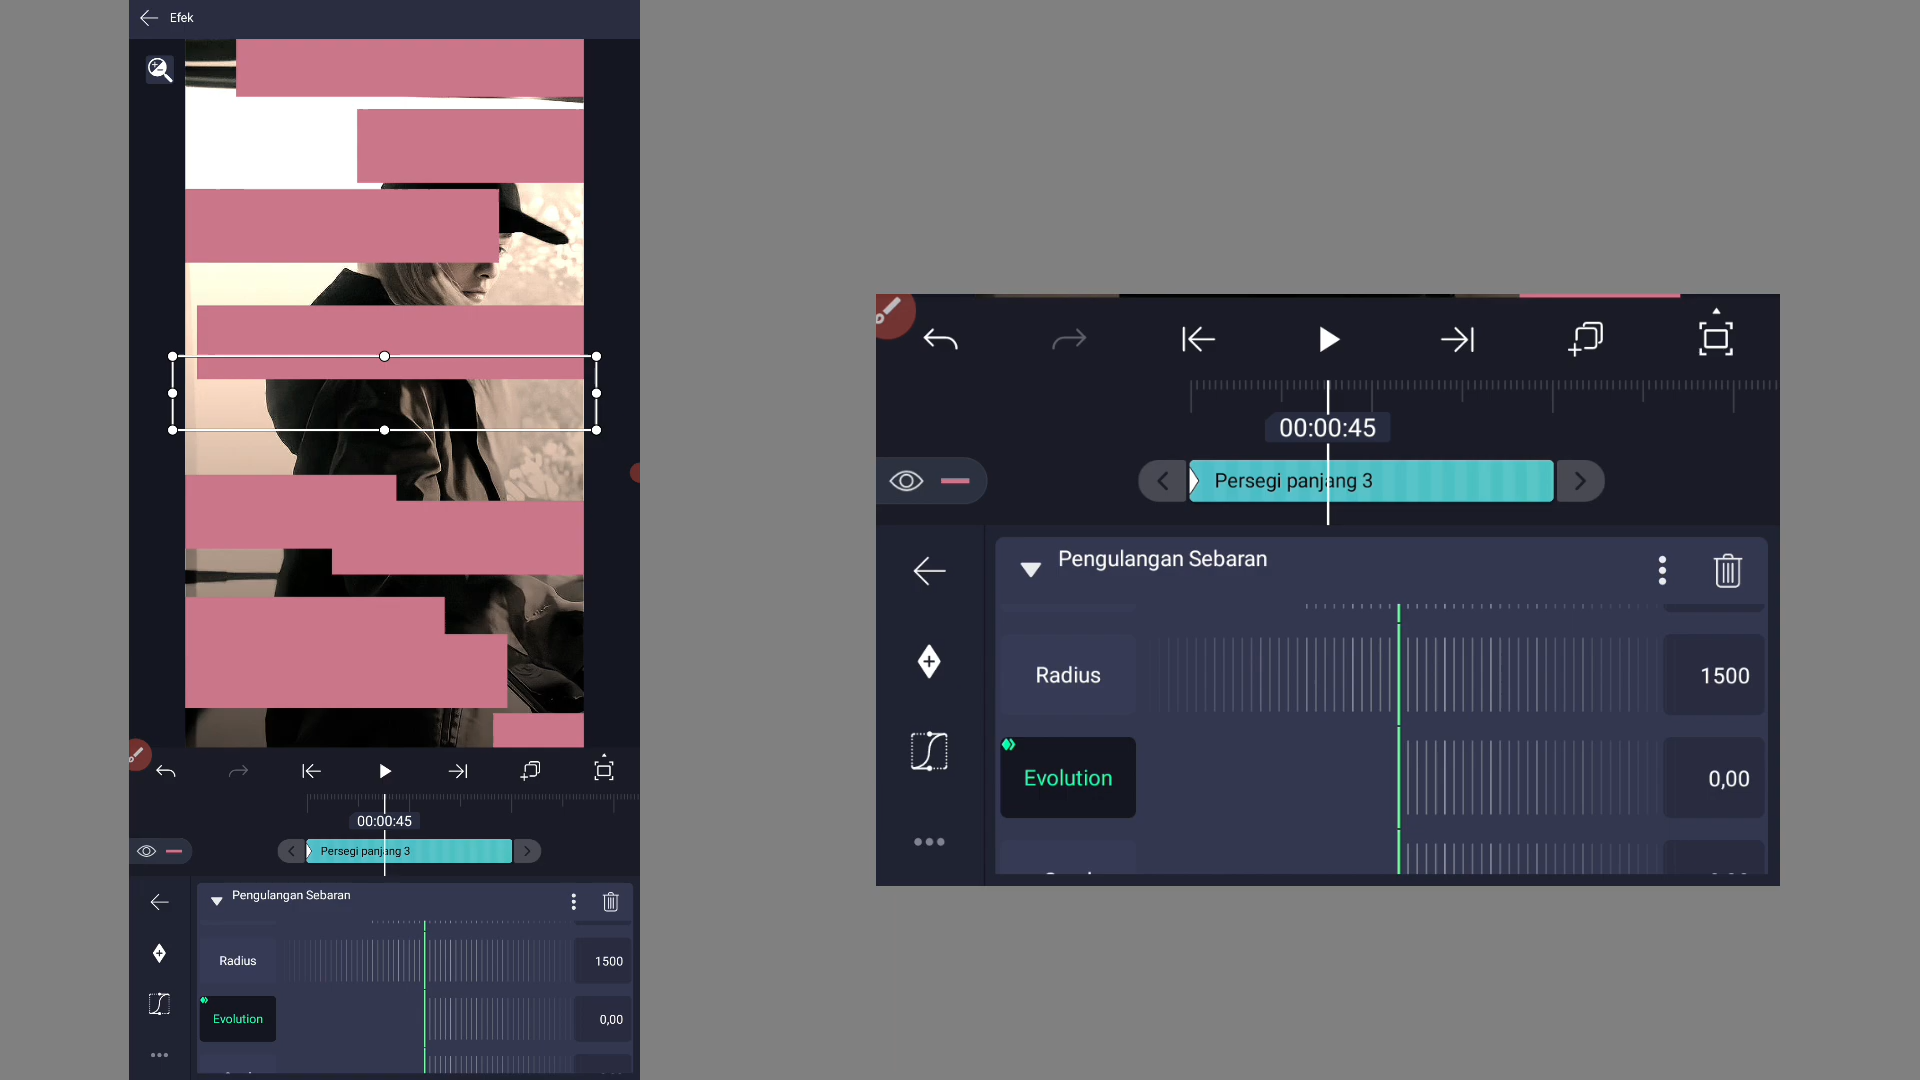 Efek
00:00:45
Persegi panjang 3
Pengulangan Sebaran
Radius
1500
Evolution
0,00
00:00:45
Persegi panjang 3
Pengulangan Sebaran
Radius
1500
Evolution
0,00